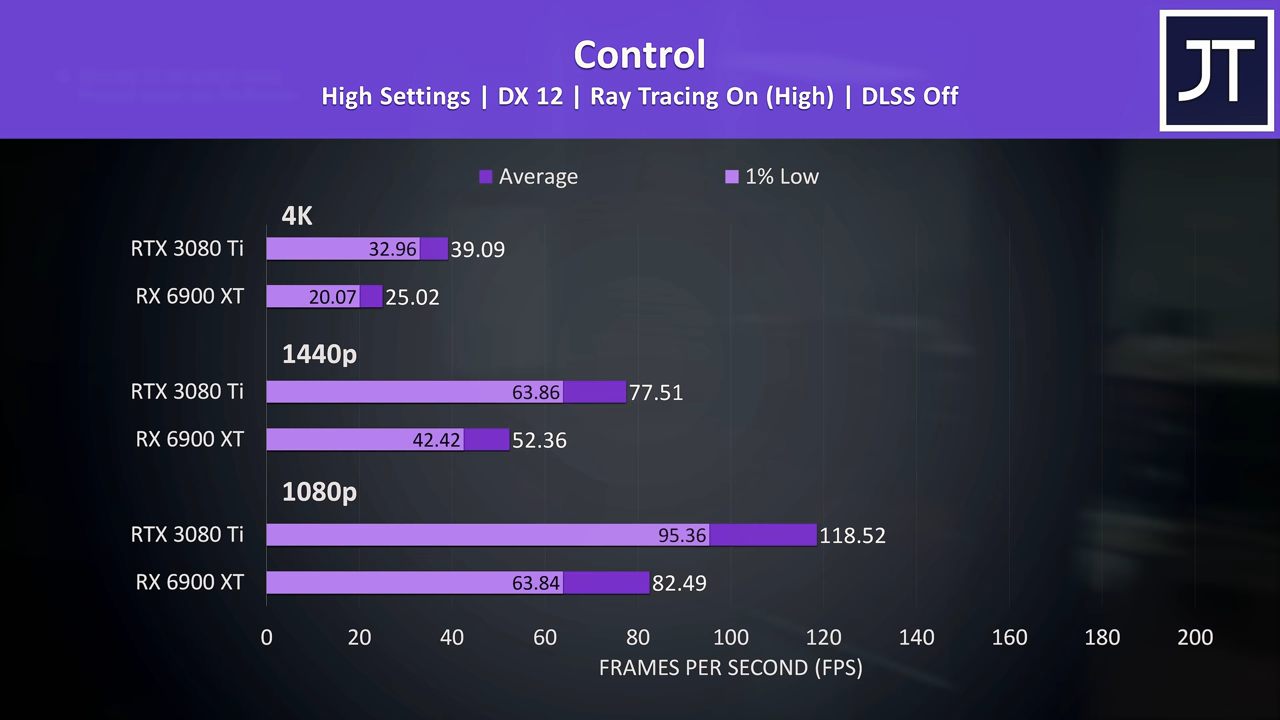 Control
JT
High Settings | DX 12 | Ray Tracing On (High) | DLSS Off
Average
1% Low
4K
RTX 3080 Ti 32.96 39.09
RX 6900 XT 20.07 25.02
1440p
RTX 3080 Ti 63.86 77.51
RX 6900 XT 42.42 52.36
1080p
RTX 3080 Ti 95.36 118.52
RX 6900 XT 63.84 82.49
0 20 40 60 80 100 120 140 160 180 200
FRAMES PER SECOND (FPS)